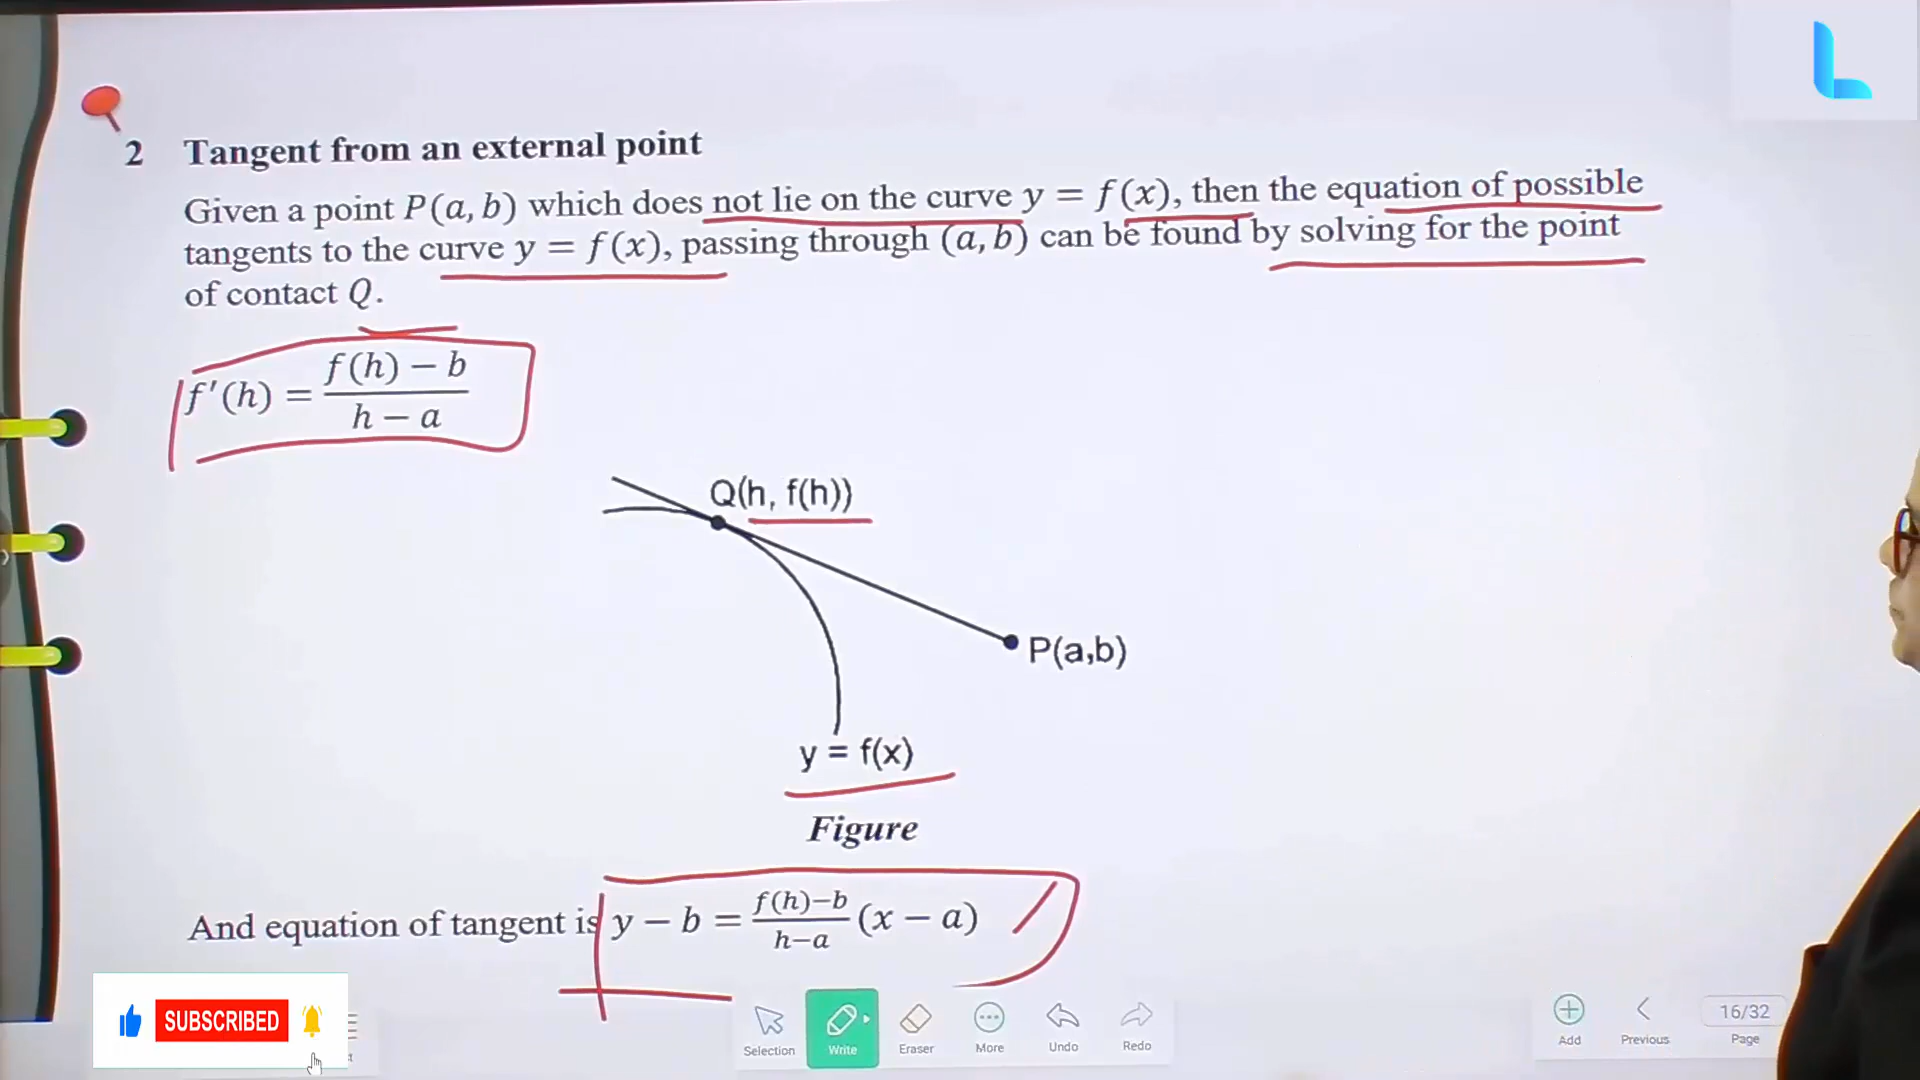 2 Tangent from an external point
Given a point P(a, b) which does not lie on the curve y = f(x), then the equation of possible
tangents to the curve y = f(x), passing through (a, b) can be found by solving for the point
of contact Q.
f'(h) = \frac{f(h) − b}{h − a}
Q(h, f(h))
P(a,b)
y = f(x)
Figure
And equation of tangent is y − b = \frac{f(h)−b}{h−a} (x − a)
SUBSCRIBED
Selection
Write
Eraser
More
Undo
Redo
Add
Previous
16/32
Page